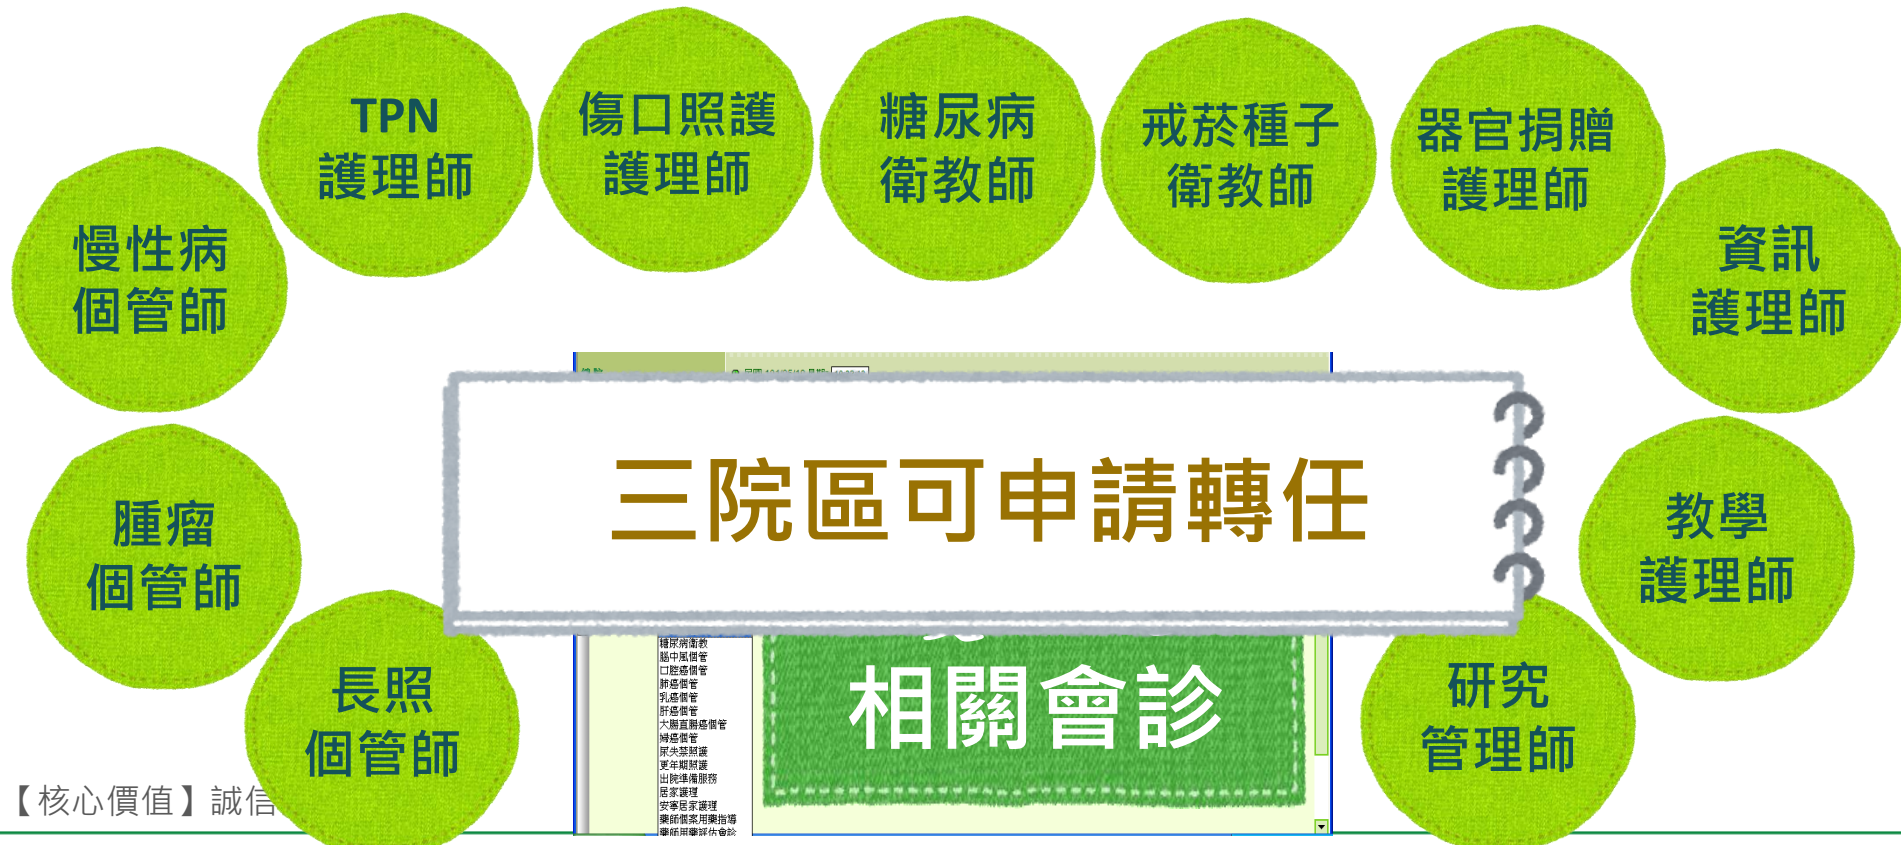 TPN
護理師
傷口照護
護理師
糖尿病
衛教師
戒菸種子
衛教師
器官捐贈
護理師
慢性病
個管師
資訊
護理師
三院區可申請轉任
腫瘤
個管師
教學
護理師
長照
個管師
糖尿病衛教
腦中風個管
口腔癌個管
肺癌個管
乳癌個管
肝癌個管
大腸直腸癌個管
婦癌個管
尿失禁照護
更年期照護
出院準備服務
居家護理
安寧居家護理
藥師個案用藥指導
藥師用藥評估會診
相關會診
研究
管理師
【核心價值】誠信